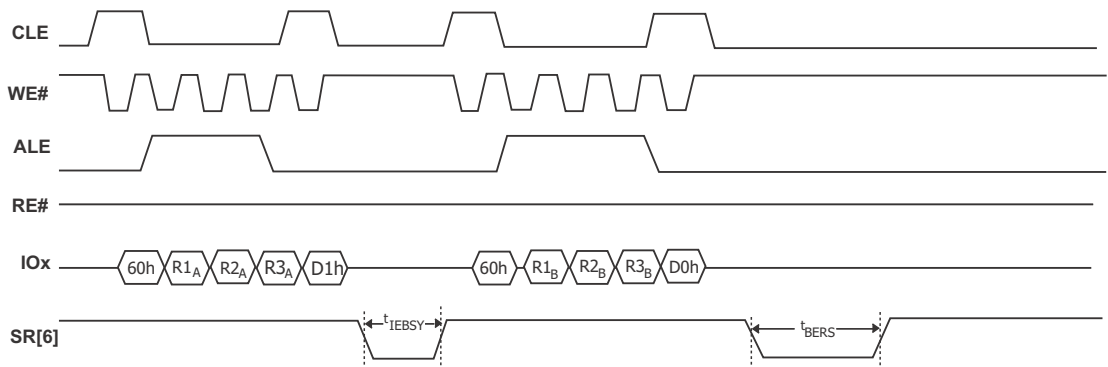 CLE
WE#
ALE
RE#
IOx 60h R1A R2A R3A D1h 60h R1B R2B R3B D0h
SR[6] tIEBSY tBERS